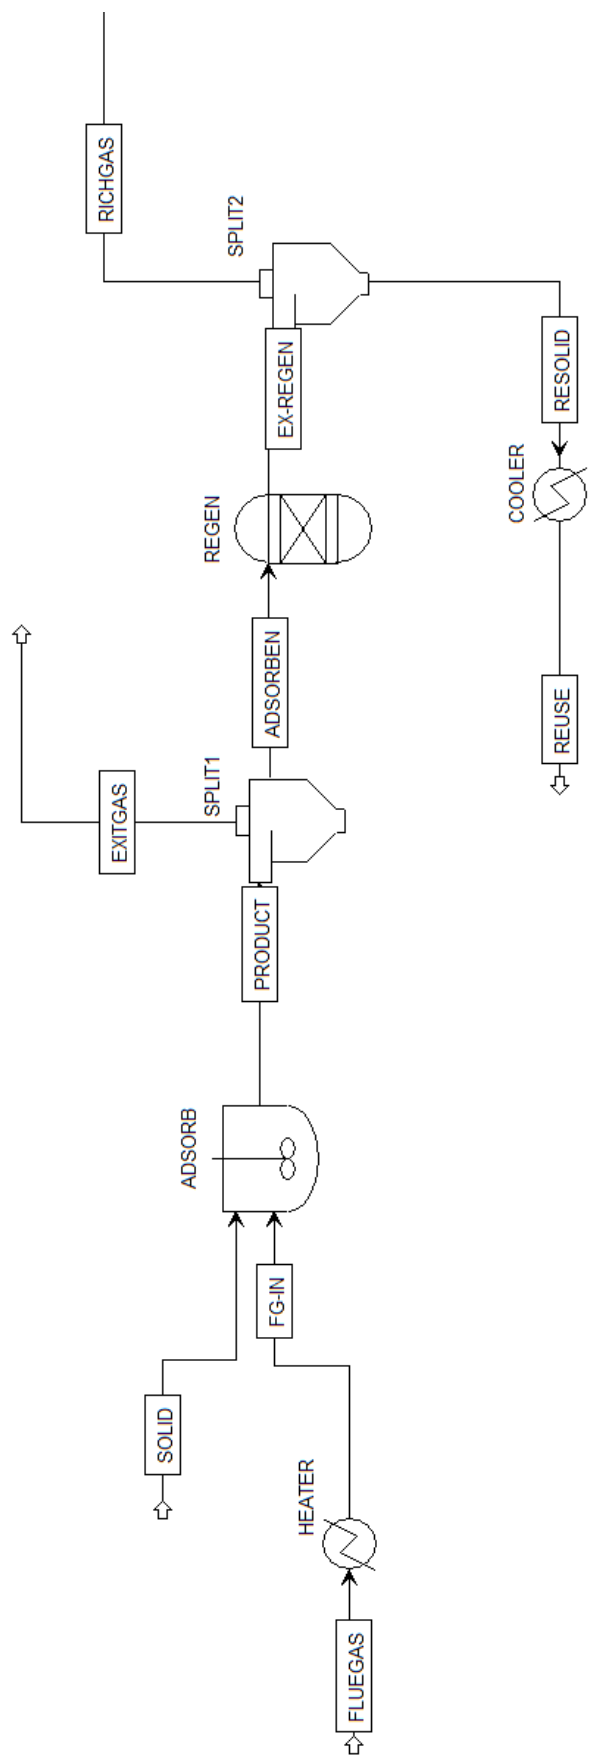 FLUEGAS
HEATER
SOLID
FG-IN
ADSORB
PRODUCT
SPLIT1
EXITGAS
ADSORBEN
REGEN
EX-REGEN
SPLIT2
RICHGAS
RESOLID
COOLER
REUSE